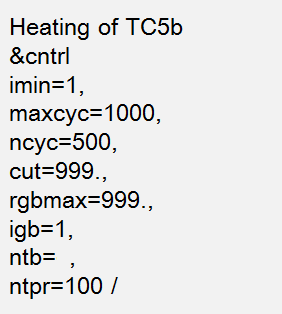 Heating of TC5b
&cntrl
imin=1,
maxcyc=1000,
ncyc=500,
cut=999.,
rgbmax=999.,
igb=1,
ntb=  ,
ntpr=100 /